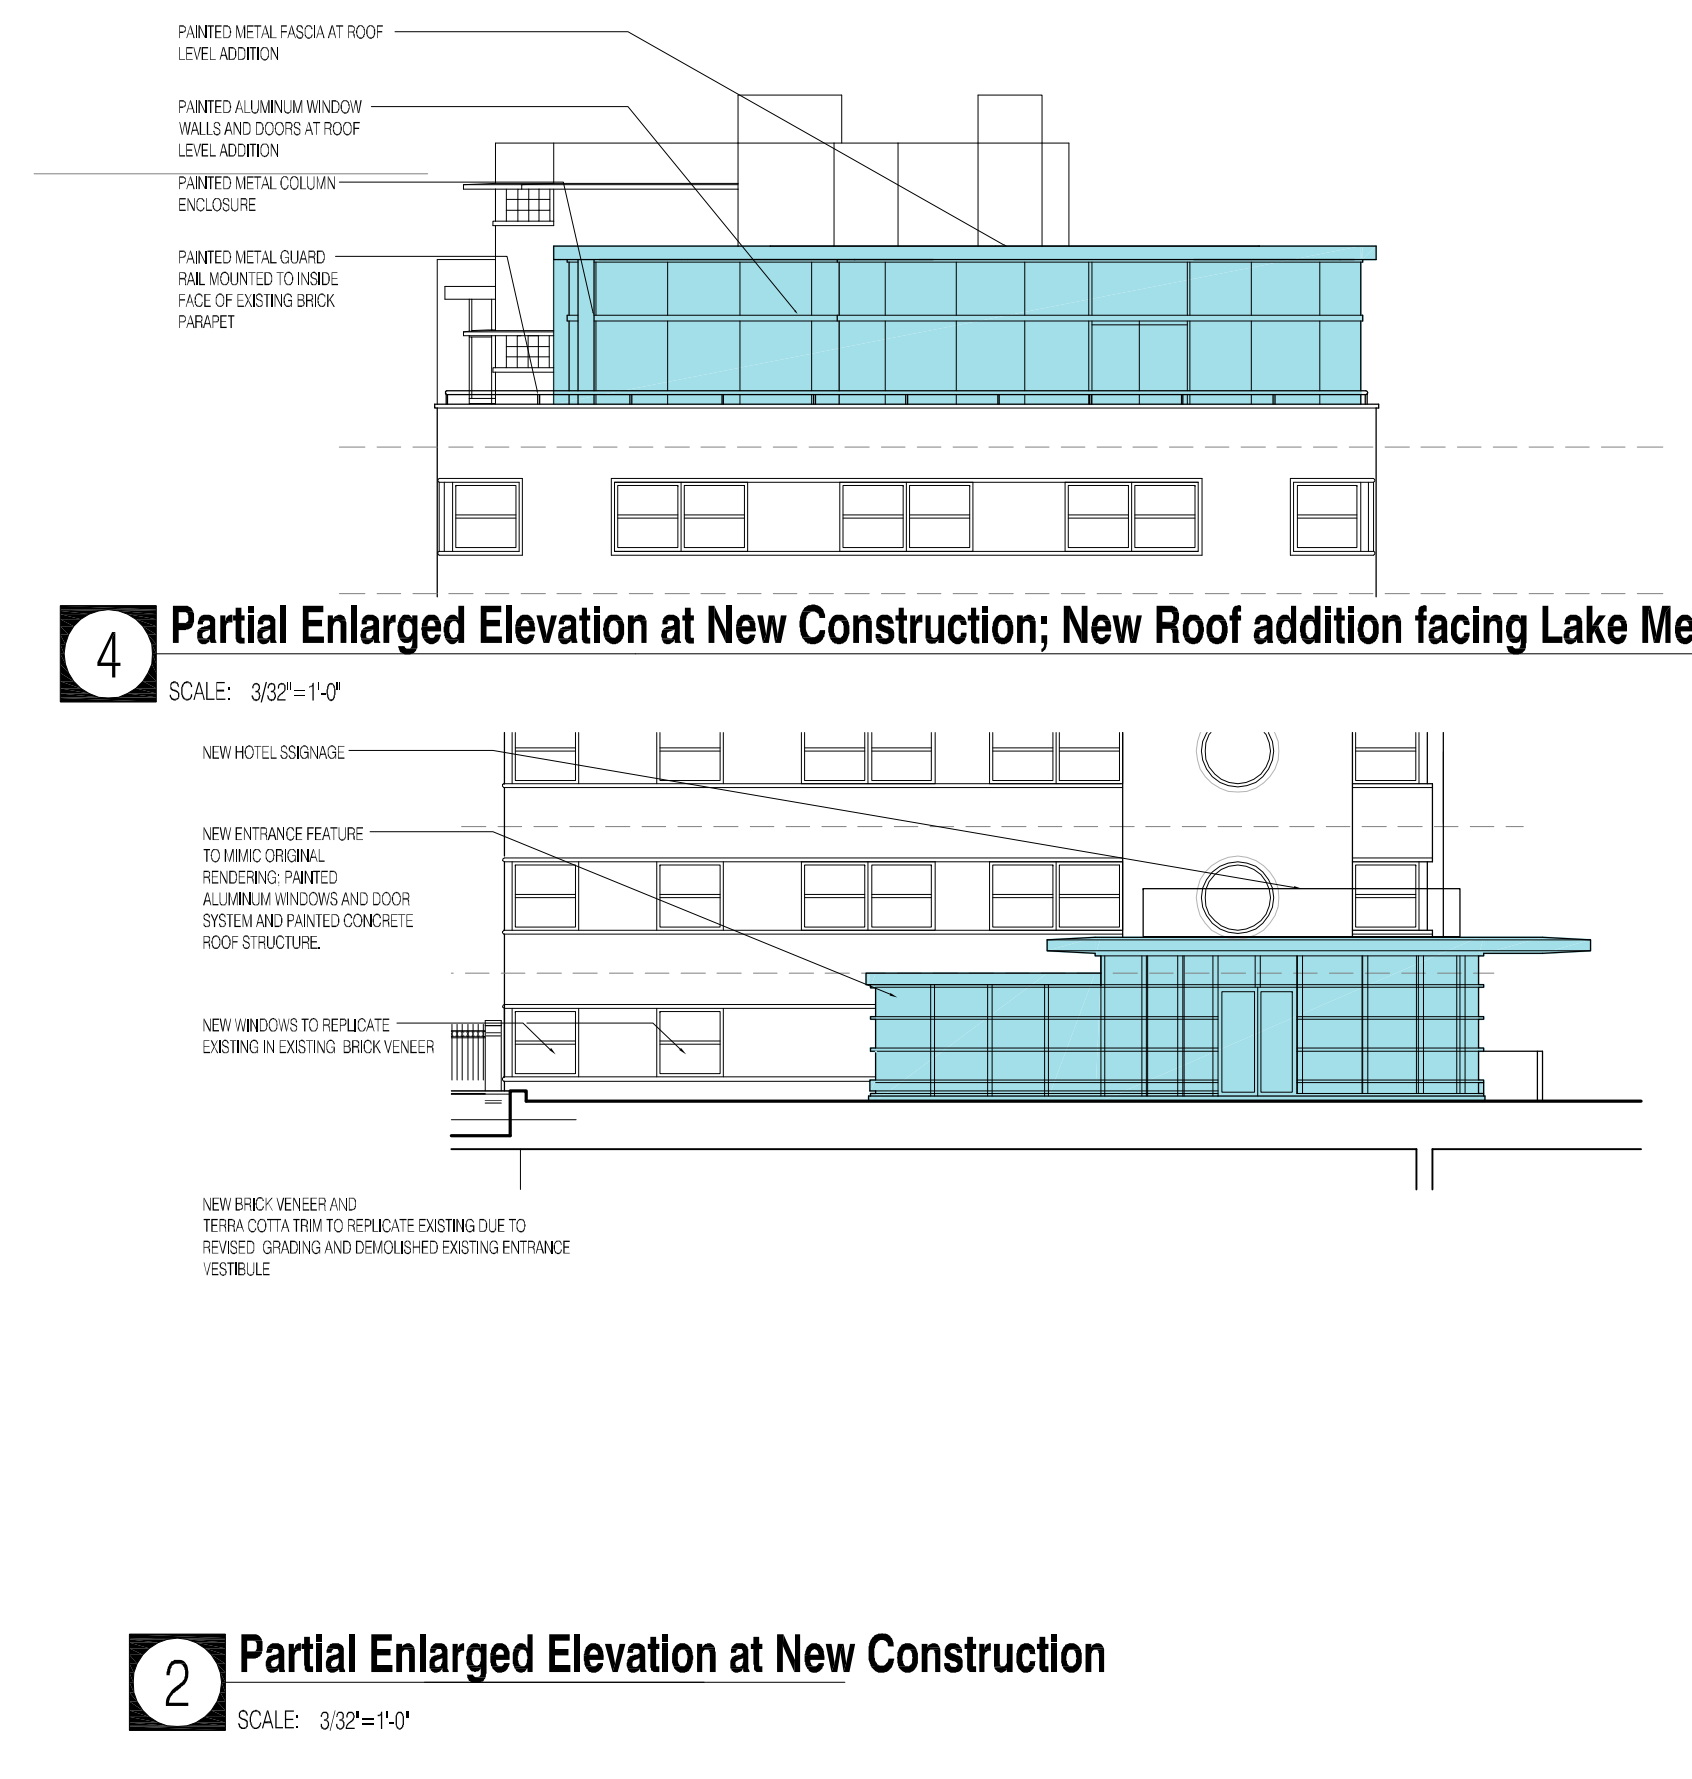 PAINTED METAL FASCIA AT ROOF
LEVEL ADDITION
PAINTED ALUMINUM WINDOW
WALLS AND DOORS AT ROOF
LEVEL ADDITION
PAINTED METAL COLUMN
ENCLOSURE
PAINTED METAL GUARD
RAIL MOUNTED TO INSIDE
FACE OF EXISTING BRICK
PARAPET
4
Partial Enlarged Elevation at New Construction; New Roof addition facing Lake Me
SCALE: 3/32"=1'-0"
NEW HOTEL SSIGNAGE
NEW ENTRANCE FEATURE
TO MIMIC ORIGINAL
RENDERING; PAINTED
ALUMINUM WINDOWS AND DOOR
SYSTEM AND PAINTED CONCRETE
ROOF STRUCTURE.
NEW WINDOWS TO REPLICATE
EXISTING IN EXISTING BRICK VENEER
NEW BRICK VENEER AND
TERRA COTTA TRIM TO REPLICATE EXISTING DUE TO
REVISED GRADING AND DEMOLISHED EXISTING ENTRANCE
VESTIBULE
2
Partial Enlarged Elevation at New Construction
SCALE: 3/32"=1'-0"